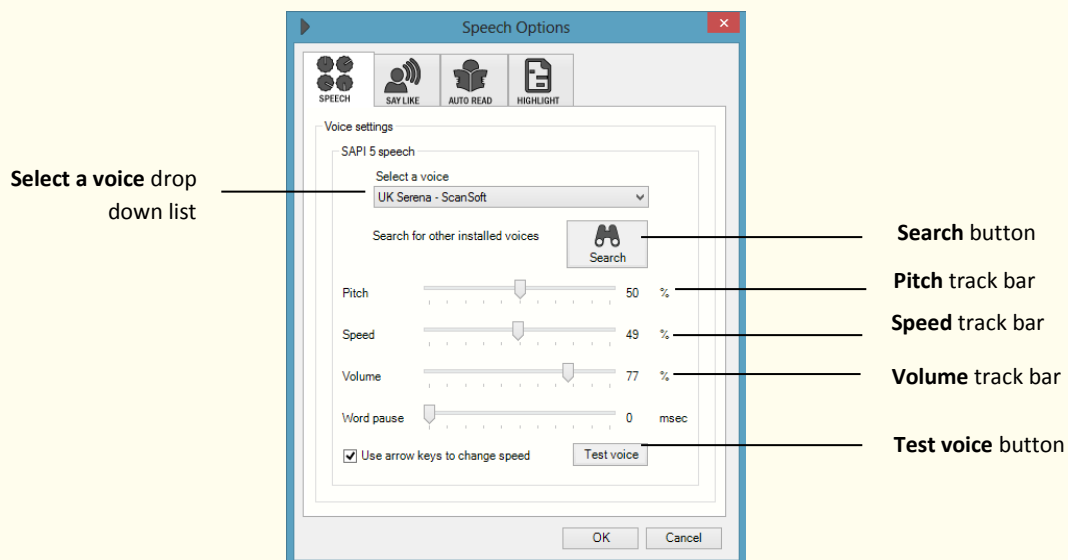 Speech Options
SPEECH
SAY LIKE
AUTO READ
HIGHLIGHT
Voice settings
SAPI 5 speech
Select a voice
Select a voice drop
down list
UK Serena - ScanSoft
Search for other installed voices
Search
Search button
Pitch 50 %
Pitch track bar
Speed 49 %
Speed track bar
Volume 77 %
Volume track bar
Word pause 0 msec
Use arrow keys to change speed
Test voice
Test voice button
OK
Cancel